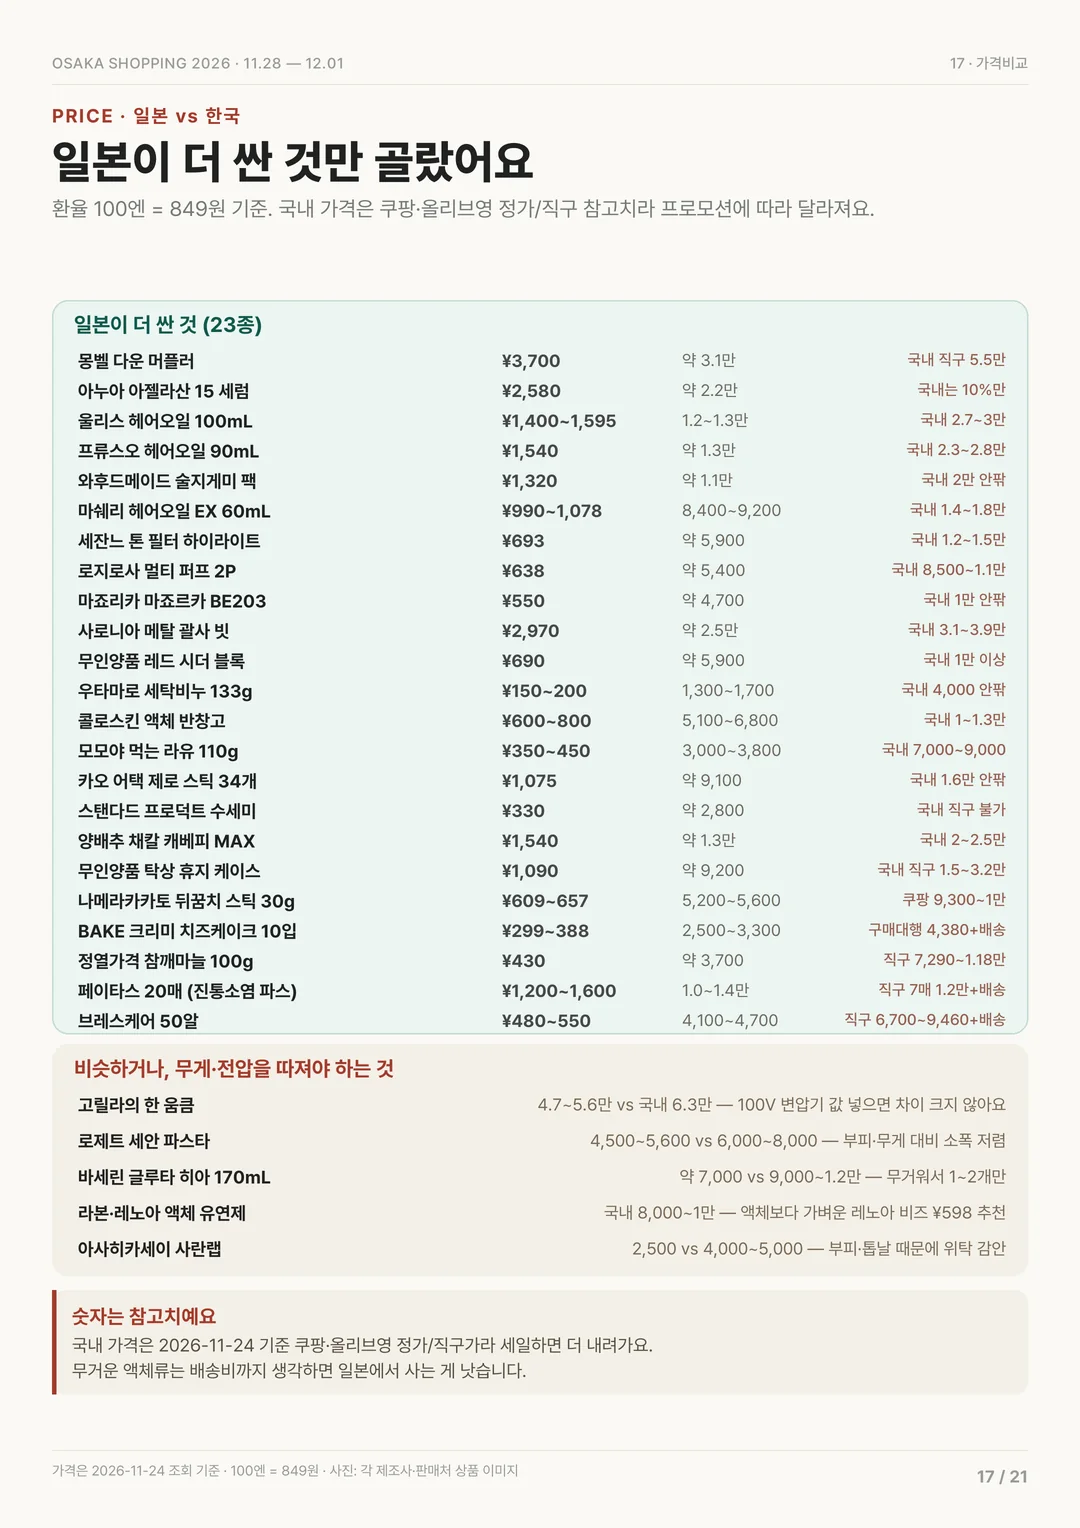 OSAKA SHOPPING 2026 · 11.28 — 12.01 17 · 가격비교
PRICE · 일본 vs 한국
일본이 더 싼 것만 골랐어요
환율 100엔 = 849원 기준. 국내 가격은 쿠팡·올리브영 정가/직구 참고치라 프로모션에 따라 달라져요.
일본이 더 싼 것 (23종)
몽벨 다운 머플러 ¥3,700 약 3.1만 국내 직구 5.5만
아누아 아젤라산 15 세럼 ¥2,580 약 2.2만 국내는 10%만
울리스 헤어오일 100mL ¥1,400~1,595 1.2~1.3만 국내 2.7~3만
프류스오 헤어오일 90mL ¥1,540 약 1.3만 국내 2.3~2.8만
와후드메이드 술지게미 팩 ¥1,320 약 1.1만 국내 2만 안팎
마쉐리 헤어오일 EX 60mL ¥990~1,078 8,400~9,200 국내 1.4~1.8만
세잔느 톤 필터 하이라이트 ¥693 약 5,900 국내 1.2~1.5만
로지로사 멀티 퍼프 2P ¥638 약 5,400 국내 8,500~1.1만
마죠리카 마죠르카 BE203 ¥550 약 4,700 국내 1만 안팎
사로니아 메탈 괄사 빗 ¥2,970 약 2.5만 국내 3.1~3.9만
무인양품 레드 시더 블록 ¥690 약 5,900 국내 1만 이상
우타마로 세탁비누 133g ¥150~200 1,300~1,700 국내 4,000 안팎
콜로스킨 액체 반창고 ¥600~800 5,100~6,800 국내 1~1.3만
모모야 먹는 라유 110g ¥350~450 3,000~3,800 국내 7,000~9,000
카오 어택 제로 스틱 34개 ¥1,075 약 9,100 국내 1.6만 안팎
스탠다드 프로덕트 수세미 ¥330 약 2,800 국내 직구 불가
양배추 채칼 캐베피 MAX ¥1,540 약 1.3만 국내 2~2.5만
무인양품 탁상 휴지 케이스 ¥1,090 약 9,200 국내 직구 1.5~3.2만
나메라카카토 뒤꿈치 스틱 30g ¥609~657 5,200~5,600 쿠팡 9,300~1만
BAKE 크리미 치즈케이크 10입 ¥299~388 2,500~3,300 구매대행 4,380+배송
정열가격 참깨마늘 100g ¥430 약 3,700 직구 7,290~1.18만
페이타스 20매 (진통소염 파스) ¥1,200~1,600 1.0~1.4만 직구 7매 1.2만+배송
브레스케어 50알 ¥480~550 4,100~4,700 직구 6,700~9,460+배송
비슷하거나, 무게·전압을 따져야 하는 것
고릴라의 한 움큼 4.7~5.6만 vs 국내 6.3만 — 100V 변압기 값 넣으면 차이 크지 않아요
로제트 세안 파스타 4,500~5,600 vs 6,000~8,000 — 부피·무게 대비 소폭 저렴
바세린 글루타 히아 170mL 약 7,000 vs 9,000~1.2만 — 무거워서 1~2개만
라본·레노아 액체 유연제 국내 8,000~1만 — 액체보다 가벼운 레노아 비즈 ¥598 추천
아사히카세이 사란랩 2,500 vs 4,000~5,000 — 부피·톱날 때문에 위탁 감안
숫자는 참고치예요
국내 가격은 2026-11-24 기준 쿠팡·올리브영 정가/직구가라 세일하면 더 내려가요.
무거운 액체류는 배송비까지 생각하면 일본에서 사는 게 낫습니다.
가격은 2026-11-24 조회 기준 · 100엔 = 849원 · 사진: 각 제조사·판매처 상품 이미지 17 / 21